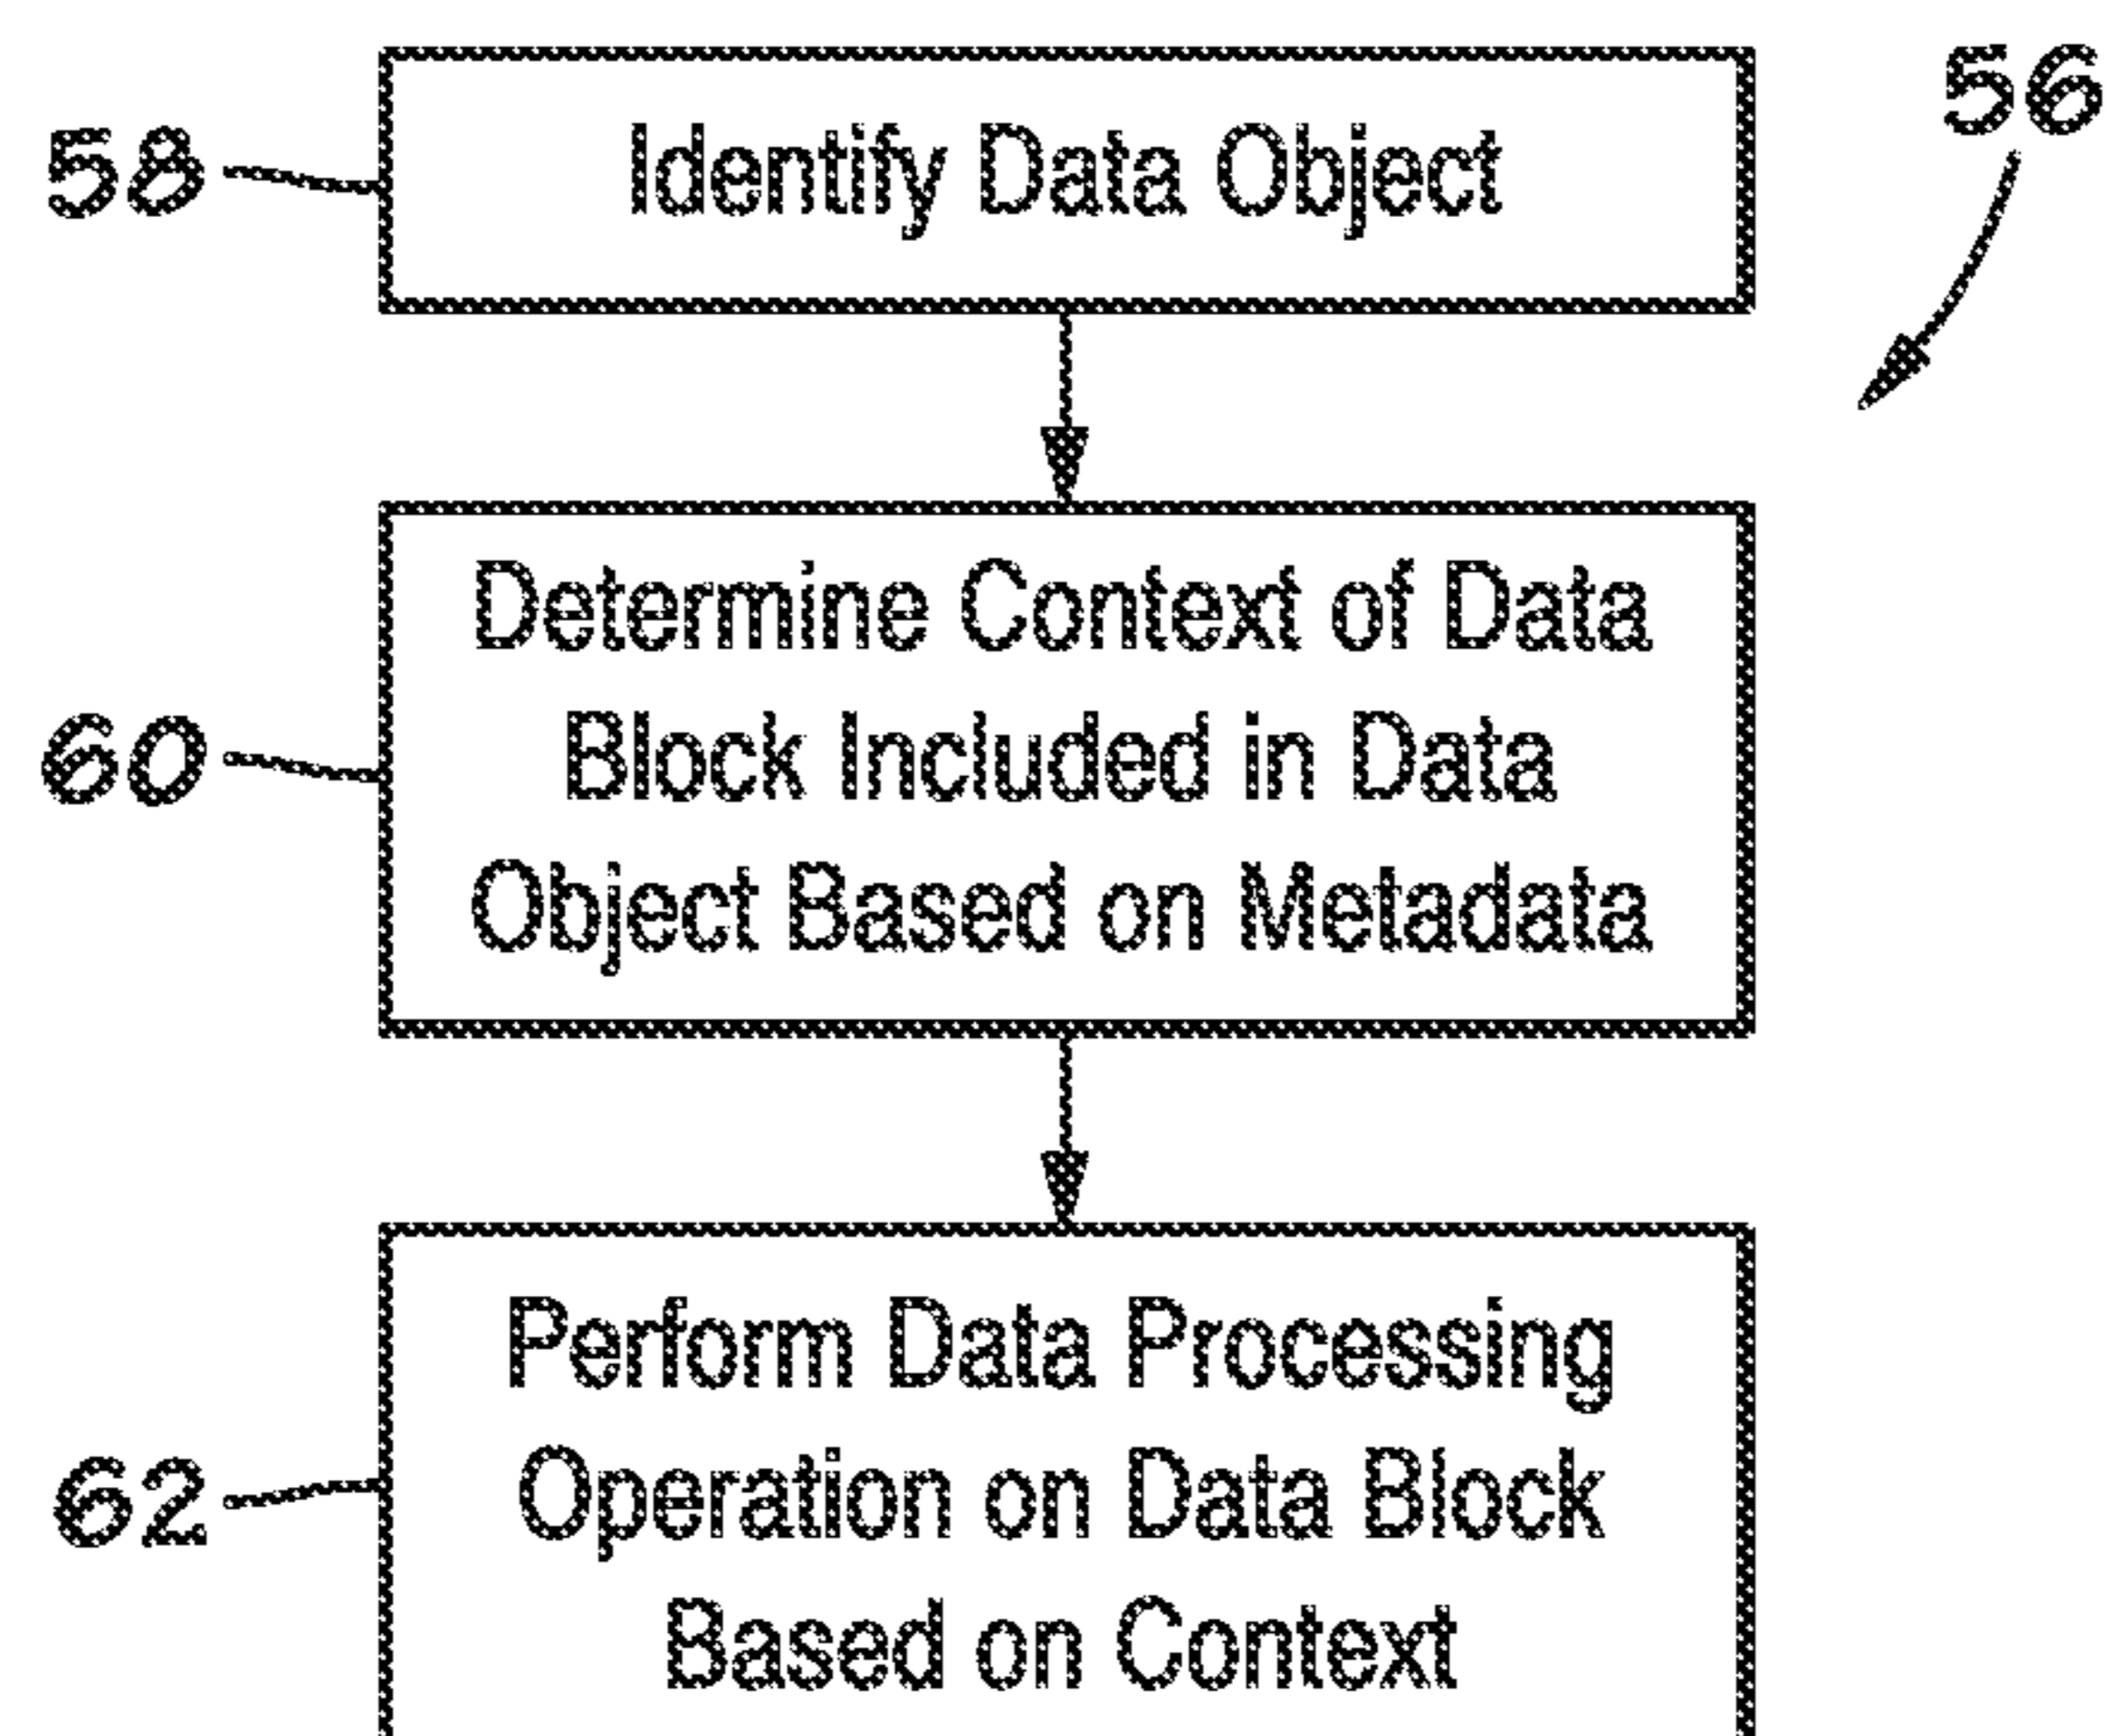 56
58
Identify Data Object
60
Determine Context of Data
Block Included in Data
Object Based on Metadata
62
Perform Data Processing
Operation on Data Block
Based on Context